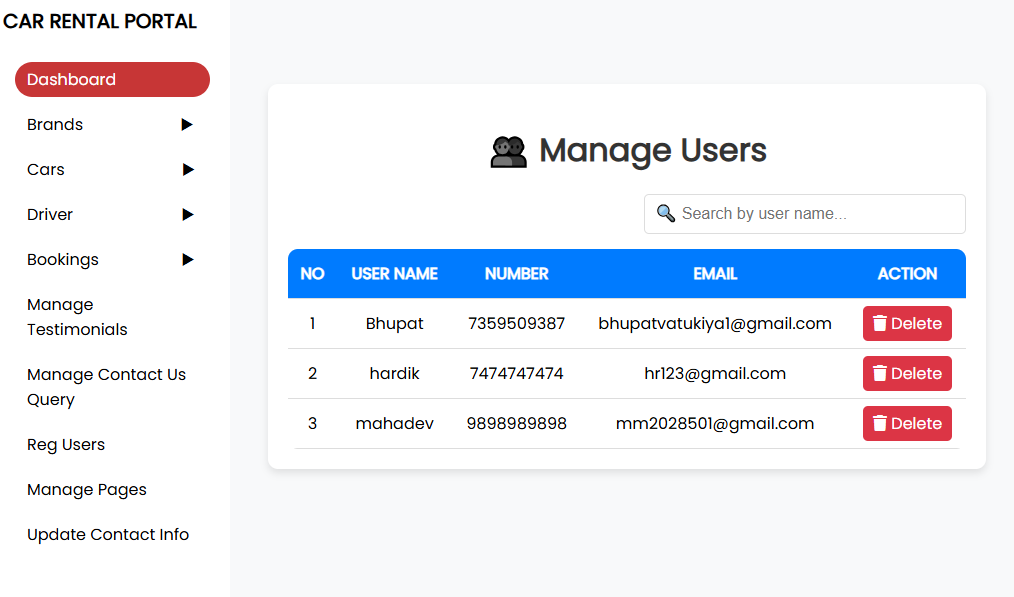 CAR RENTAL PORTAL
Dashboard
Brands
Cars
Driver
Bookings
Manage
Testimonials
Manage Contact Us
Query
Reg Users
Manage Pages
Update Contact Info
Manage Users
Search by user name...
NO USER NAME NUMBER EMAIL ACTION
1 Bhupat 7359509387 bhupatvatukiya1@gmail.com Delete
2 hardik 7474747474 hr123@gmail.com Delete
3 mahadev 9898989898 mm2028501@gmail.com Delete